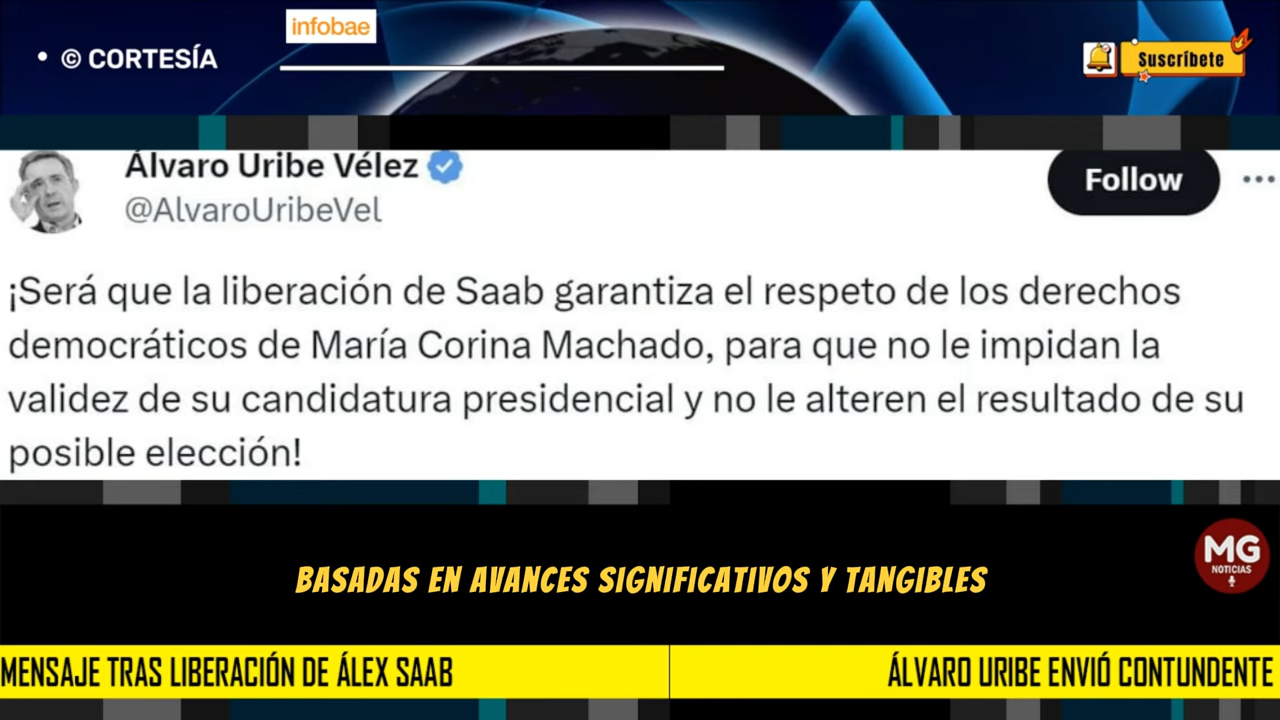 infobae
• © CORTESÍA
Suscríbete
Álvaro Uribe Vélez
@AlvaroUribeVel
Follow
¡Será que la liberación de Saab garantiza el respeto de los derechos
democráticos de María Corina Machado, para que no le impidan la
validez de su candidatura presidencial y no le alteren el resultado de su
posible elección!
MG
NOTICIAS
BASADAS EN AVANCES SIGNIFICATIVOS Y TANGIBLES
MENSAJE TRAS LIBERACIÓN DE ÁLEX SAAB
ÁLVARO URIBE ENVIÓ CONTUNDENTE